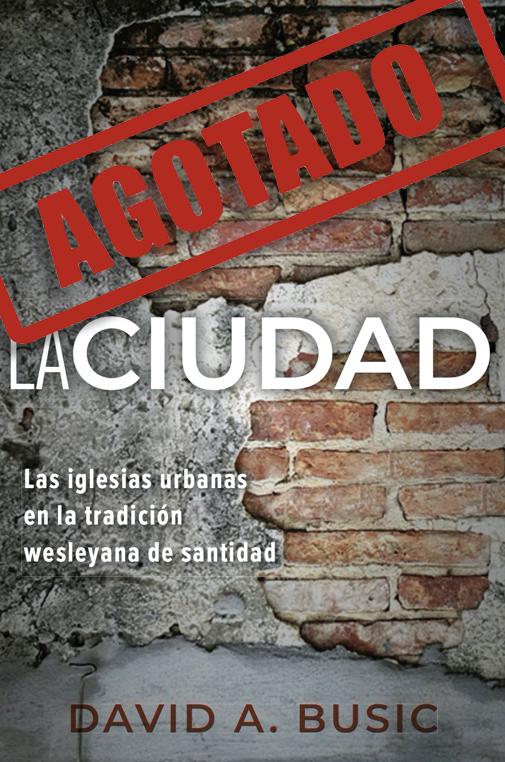 AGOTADO
LA CIUDAD
Las iglesias urbanas
en la tradición
wesleyana de santidad
DAVID A. BUSIC